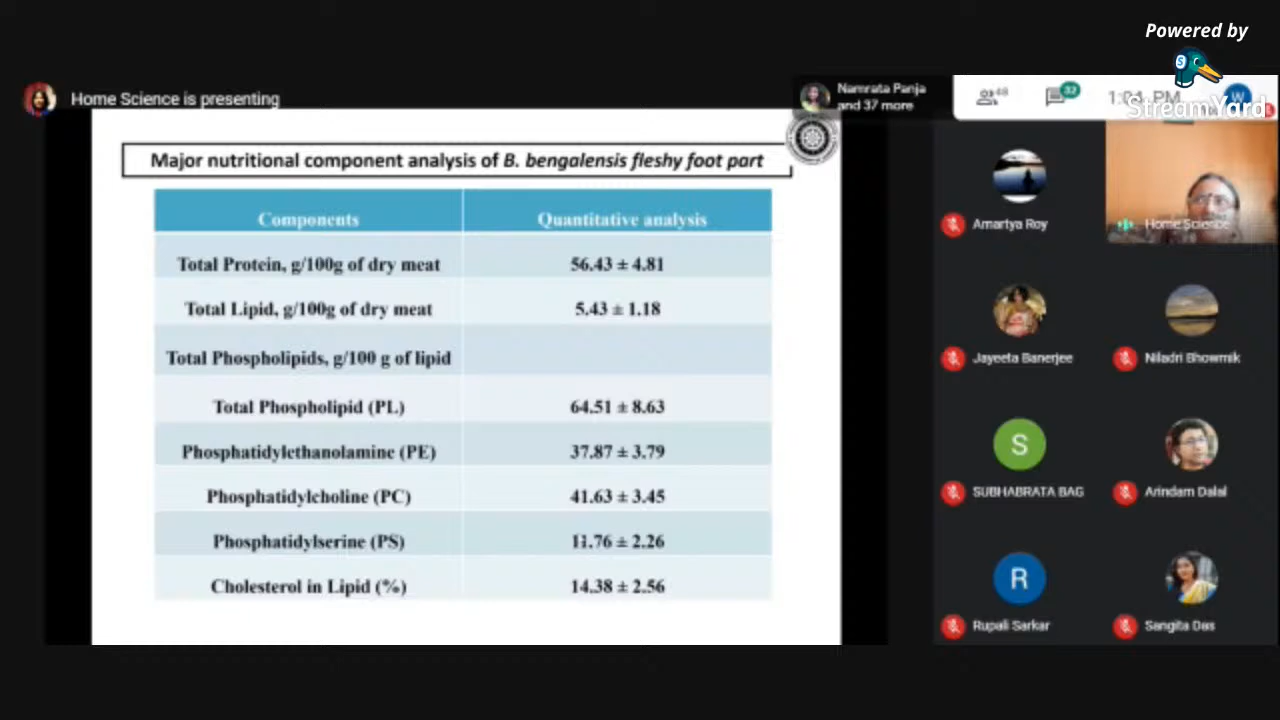 Powered by
StreamYard
Home Science is presenting
Namrata Panja
and 37 more
48
32
PM
W
Major nutritional component analysis of B. bengalensis fleshy foot part
Components Quantitative analysis
Total Protein, g/100g of dry meat 56.43 ± 4.81
Total Lipid, g/100g of dry meat 5.43 ± 1.18
Total Phospholipids, g/100 g of lipid
Total Phospholipid (PL) 64.51 ± 8.63
Phosphatidylethanolamine (PE) 37.87 ± 3.79
Phosphatidylcholine (PC) 41.63 ± 3.45
Phosphatidylserine (PS) 11.76 ± 2.26
Cholesterol in Lipid (%) 14.38 ± 2.56
Amartya Roy
Home Science
Jayeeta Banerjee
Niladri Bhowmik
S
SUBHABRATA BAG
Arindam Dalal
R
Rupali Sarkar
Sangita Das